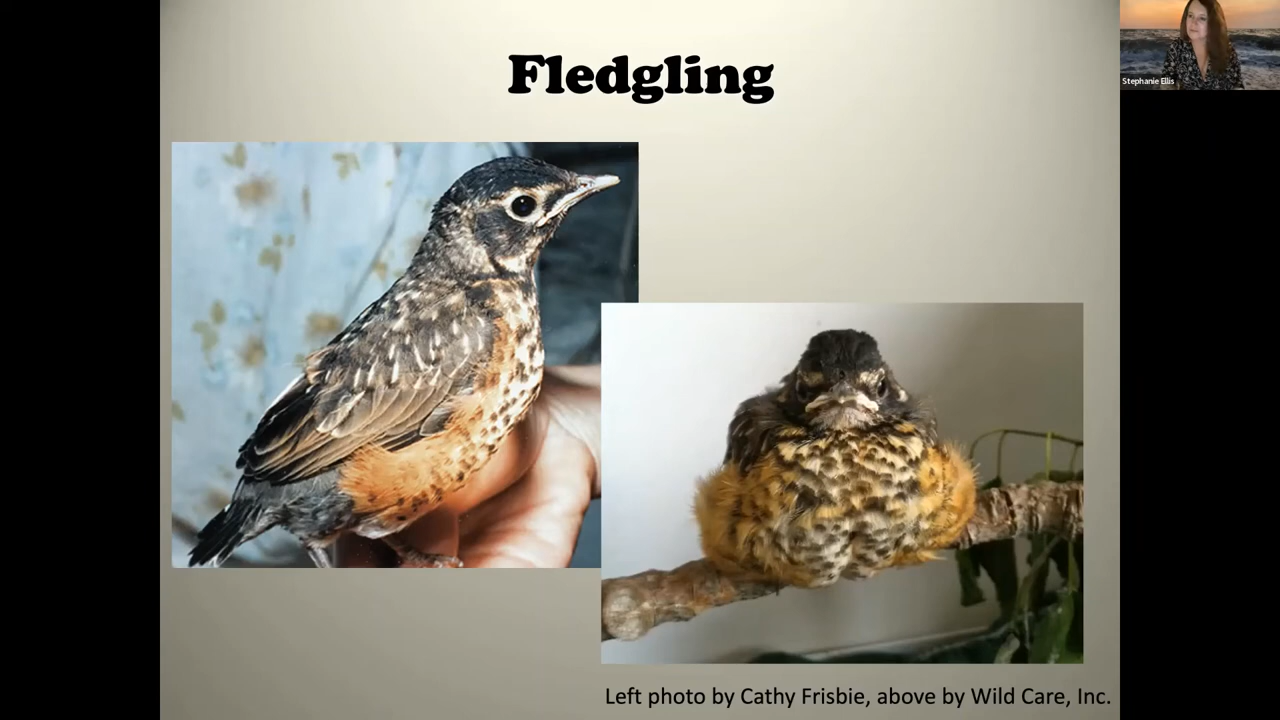 Fledgling
Stephanie Ellis
Left photo by Cathy Frisbie, above by Wild Care, Inc.